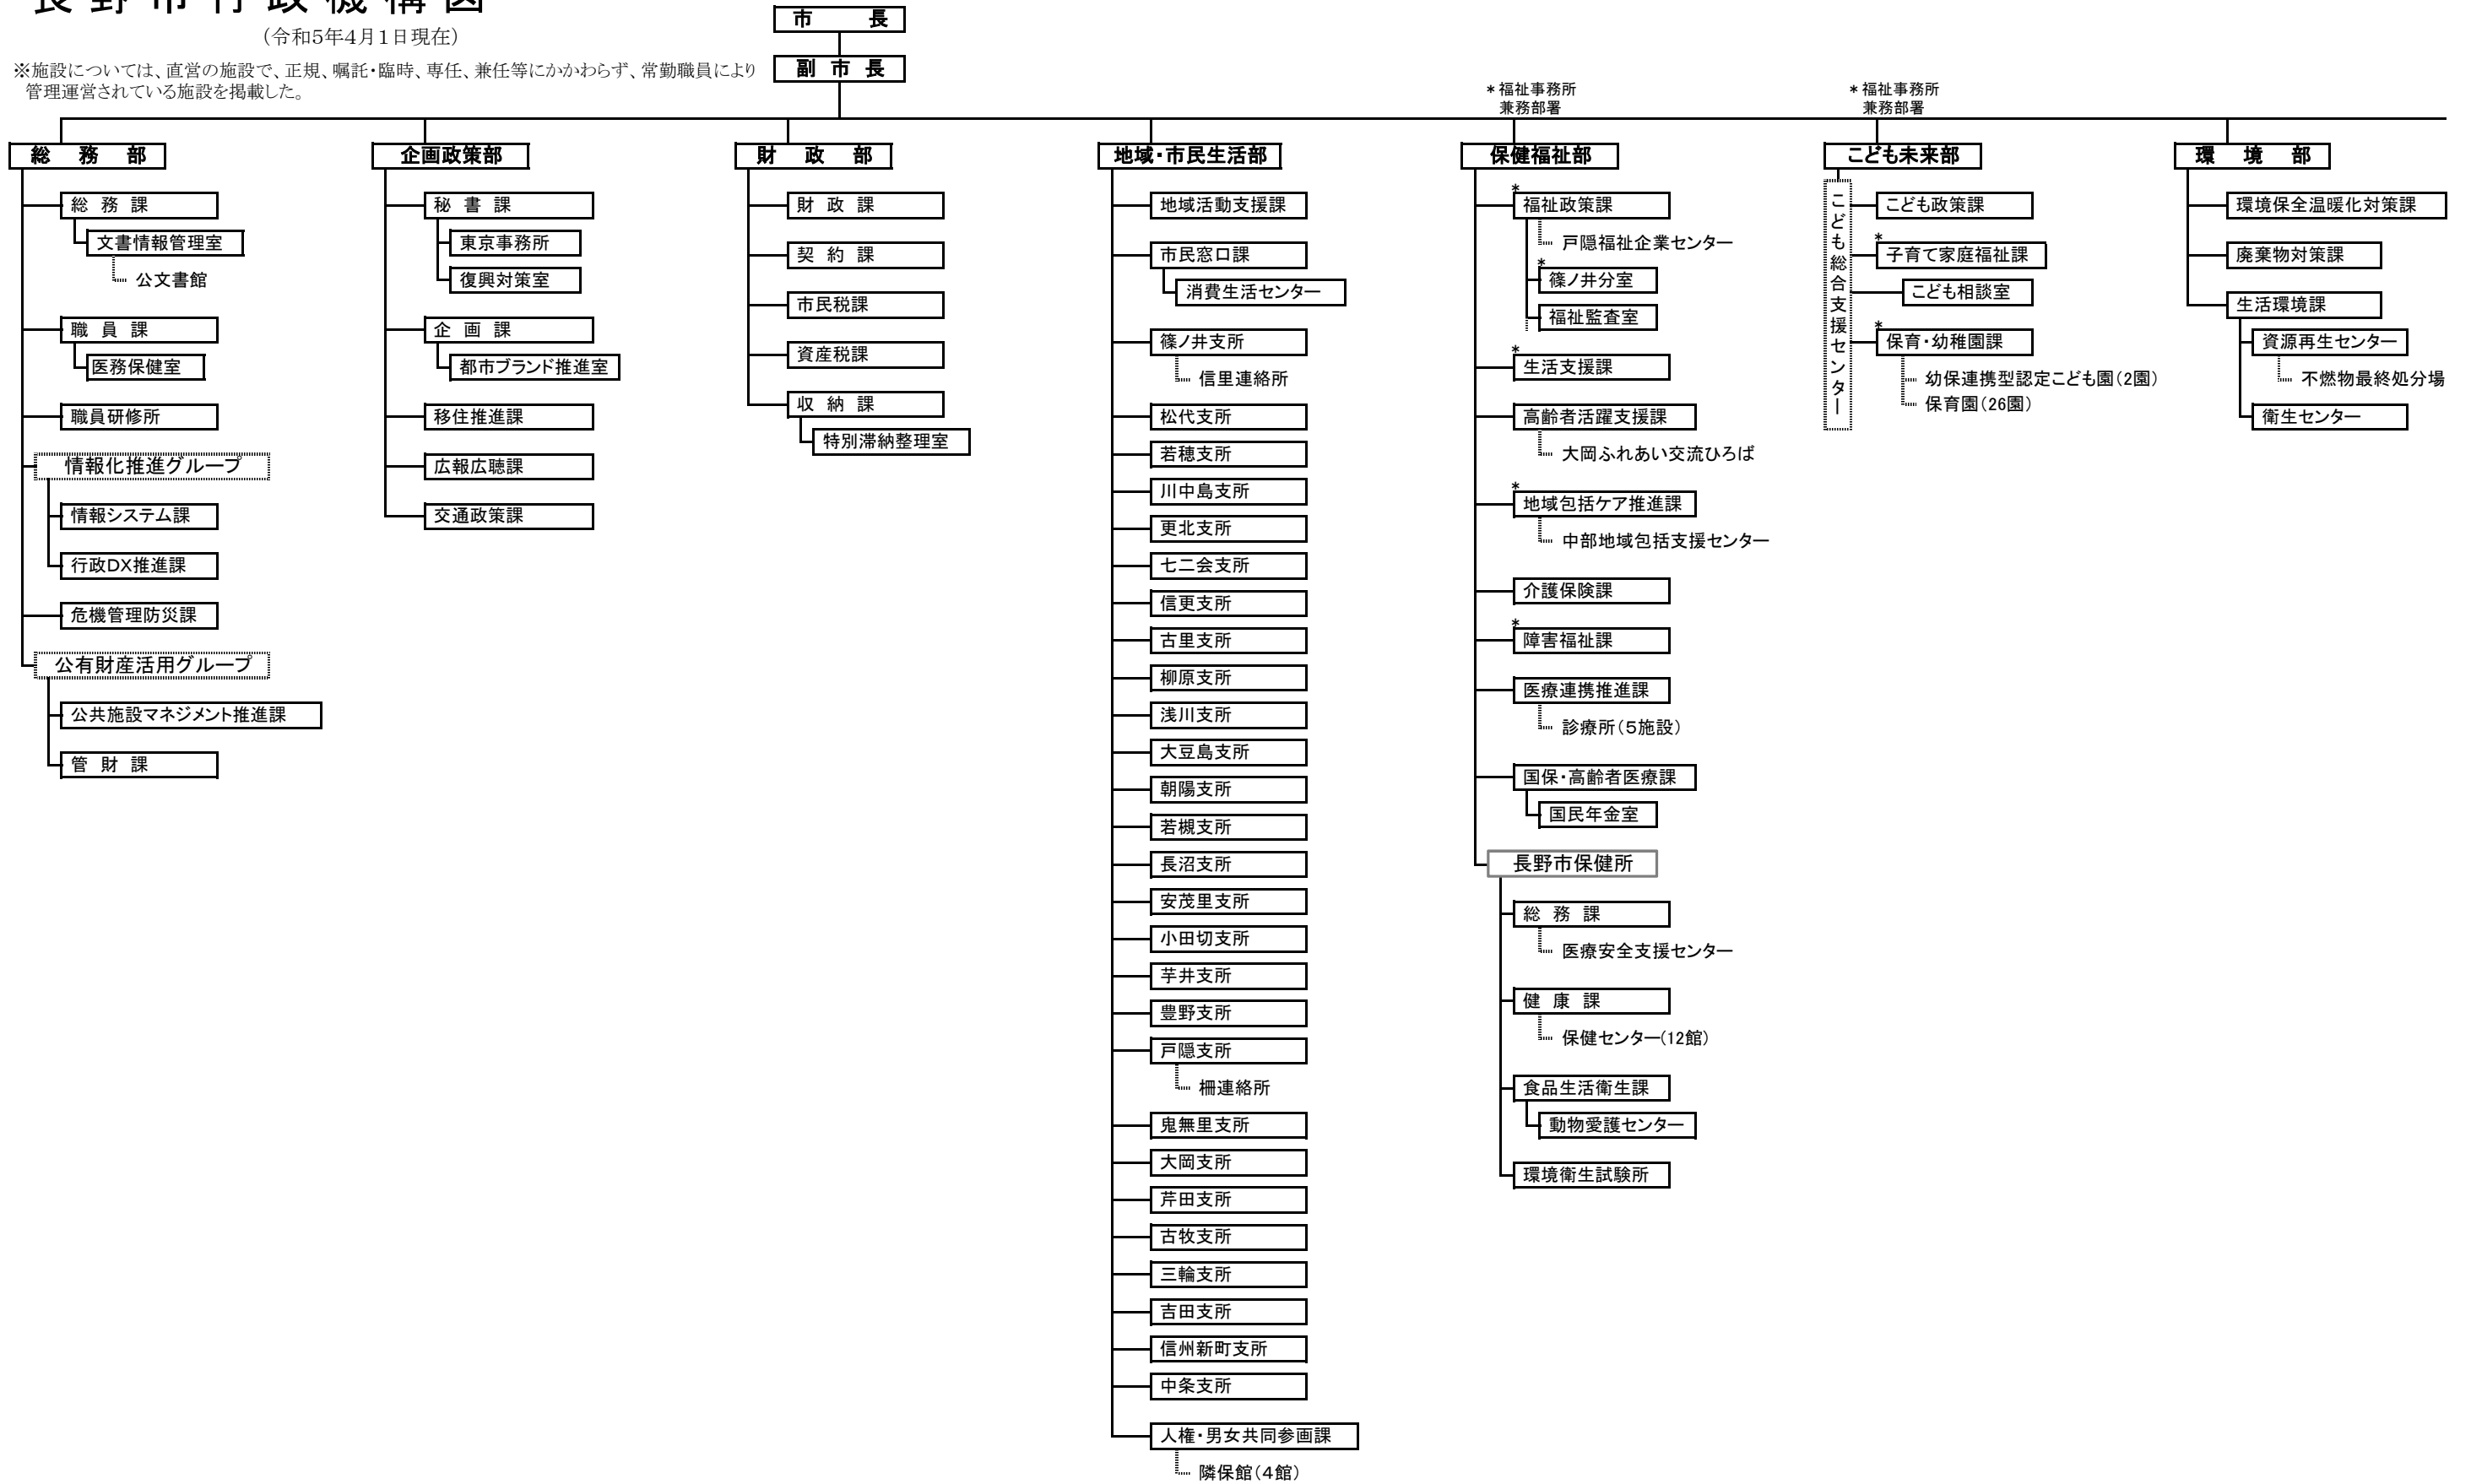 長野市行政機構図
（令和5年4月1日現在）
※施設については、直営の施設で、正規、嘱託・臨時、専任、兼任等にかかわらず、常勤職員により
管理運営されている施設を掲載した。
市　長
副市長
総務部
総務課
文書情報管理室
公文書館
職員課
医務保健室
職員研修所
情報化推進グループ
情報システム課
行政DX推進課
危機管理防災課
公有財産活用グループ
公共施設マネジメント推進課
管財課
企画政策部
秘書課
東京事務所
復興対策室
企画課
都市ブランド推進室
移住推進課
広報広聴課
交通政策課
財政部
財政課
契約課
市民税課
資産税課
収納課
特別滞納整理室
地域・市民生活部
地域活動支援課
市民窓口課
消費生活センター
篠ノ井支所
信里連絡所
松代支所
若穂支所
川中島支所
更北支所
七二会支所
信更支所
古里支所
柳原支所
浅川支所
大豆島支所
朝陽支所
若槻支所
長沼支所
安茂里支所
小田切支所
芋井支所
豊野支所
戸隠支所
柵連絡所
鬼無里支所
大岡支所
芹田支所
古牧支所
三輪支所
吉田支所
信州新町支所
中条支所
人権・男女共同参画課
隣保館（4館）
*福祉事務所
兼務部署
保健福祉部
*
福祉政策課
戸隠福祉企業センター
*
篠ノ井分室
福祉監査室
*
生活支援課
高齢者活躍支援課
大岡ふれあい交流ひろば
*
地域包括ケア推進課
中部地域包括支援センター
介護保険課
*
障害福祉課
医療連携推進課
診療所（5施設）
国保・高齢者医療課
国民年金室
長野市保健所
総務課
医療安全支援センター
健康課
保健センター（12館）
食品生活衛生課
動物愛護センター
環境衛生試験所
*福祉事務所
兼務部署
こども未来部
こども総合支援センター
こども政策課
*
子育て家庭福祉課
こども相談室
*
保育・幼稚園課
幼保連携型認定こども園（2園）
保育園（26園）
環境部
環境保全温暖化対策課
廃棄物対策課
生活環境課
資源再生センター
不燃物最終処分場
衛生センター